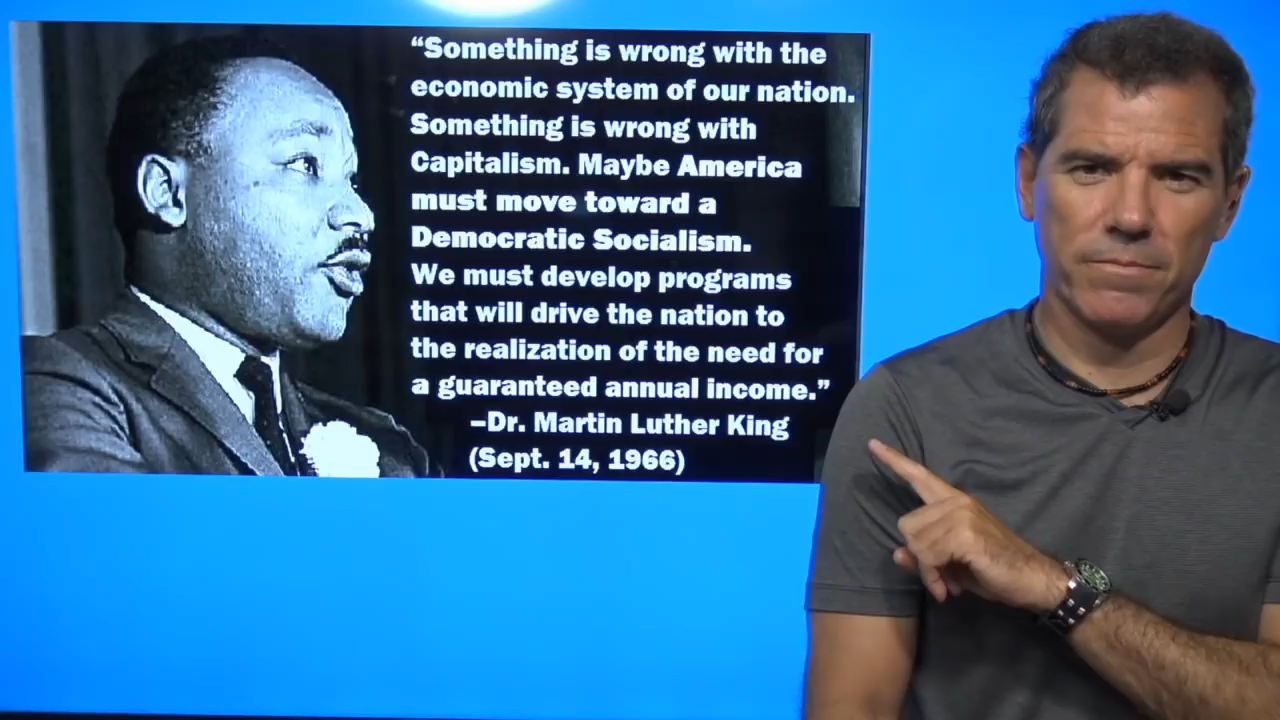 “Something is wrong with the
economic system of our nation.
Something is wrong with
Capitalism. Maybe America
must move toward a
Democratic Socialism.
We must develop programs
that will drive the nation to
the realization of the need for
a guaranteed annual income.”
–Dr. Martin Luther King
(Sept. 14, 1966)